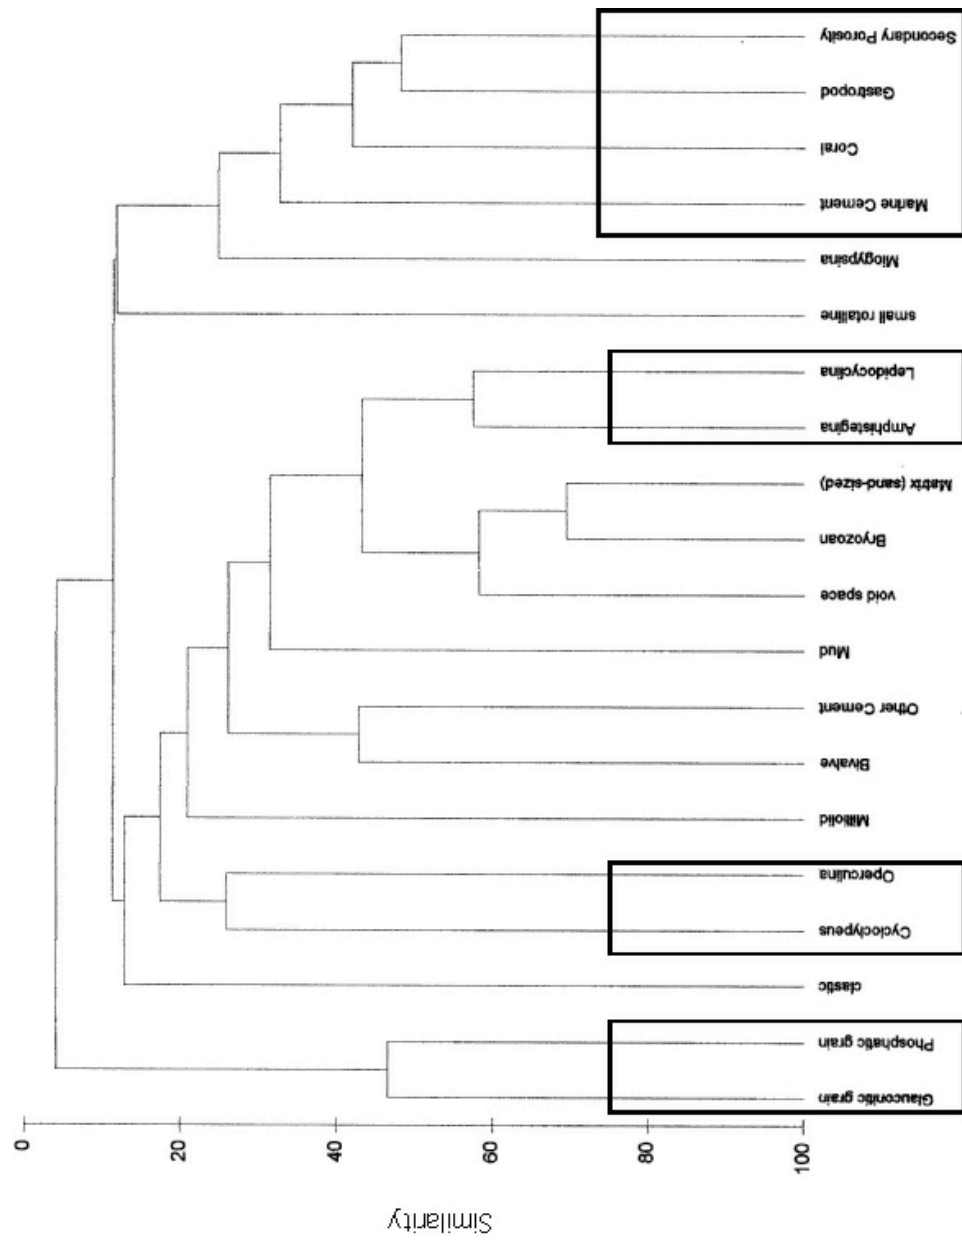 Secondary Porosity
Gastropod
Coral
Marine Cement
Miogypsina
small rotaliine
Lepidocyclina
Amphistegina
Matrix (sand-sized)
Bryozoan
void space
Mud
Other Cement
Bivalve
Milliolid
Operculina
Cycloclypeus
clastic
Phosphatic grain
Glauconitic grain
0 20 40 60 80 100
Similarity